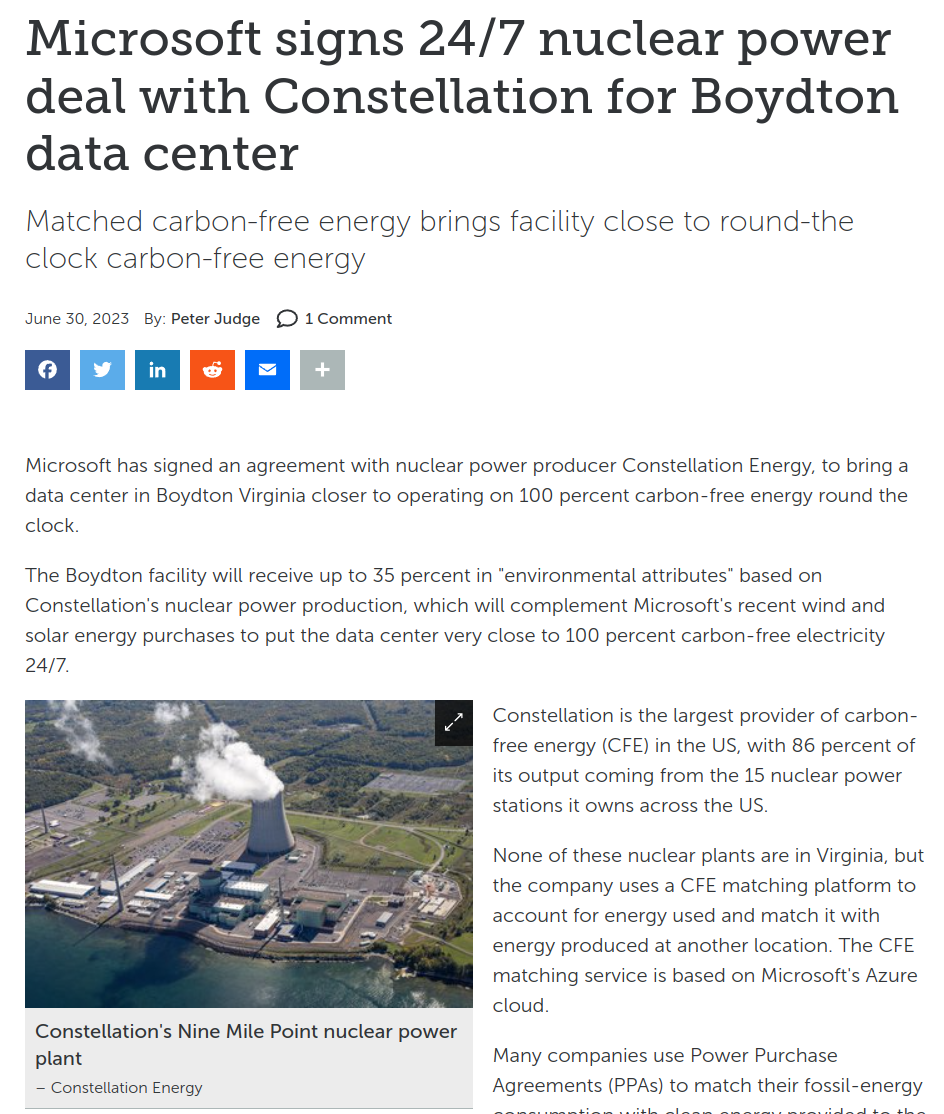 Microsoft signs 24/7 nuclear power
deal with Constellation for Boydton
data center
Matched carbon-free energy brings facility close to round-the
clock carbon-free energy
June 30, 2023 By: Peter Judge 1 Comment
Microsoft has signed an agreement with nuclear power producer Constellation Energy, to bring a
data center in Boydton Virginia closer to operating on 100 percent carbon-free energy round the
clock.
The Boydton facility will receive up to 35 percent in "environmental attributes" based on
Constellation's nuclear power production, which will complement Microsoft's recent wind and
solar energy purchases to put the data center very close to 100 percent carbon-free electricity
24/7.
Constellation is the largest provider of carbon-
free energy (CFE) in the US, with 86 percent of
its output coming from the 15 nuclear power
stations it owns across the US.
None of these nuclear plants are in Virginia, but
the company uses a CFE matching platform to
account for energy used and match it with
energy produced at another location. The CFE
matching service is based on Microsoft's Azure
cloud.
Constellation's Nine Mile Point nuclear power
plant
– Constellation Energy
Many companies use Power Purchase
Agreements (PPAs) to match their fossil-energy
consumption with clean energy provided to the